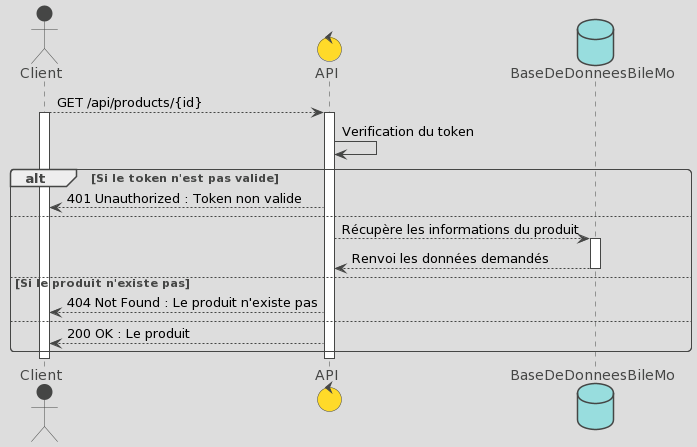 Client
API
BaseDeDonneesBileMo
GET /api/products/{id}
Verification du token
alt [Si le token n'est pas valide]
401 Unauthorized : Token non valide
Récupère les informations du produit
Renvoi les données demandés
[Si le produit n'existe pas]
404 Not Found : Le produit n'existe pas
200 OK : Le produit
Client
API
BaseDeDonneesBileMo